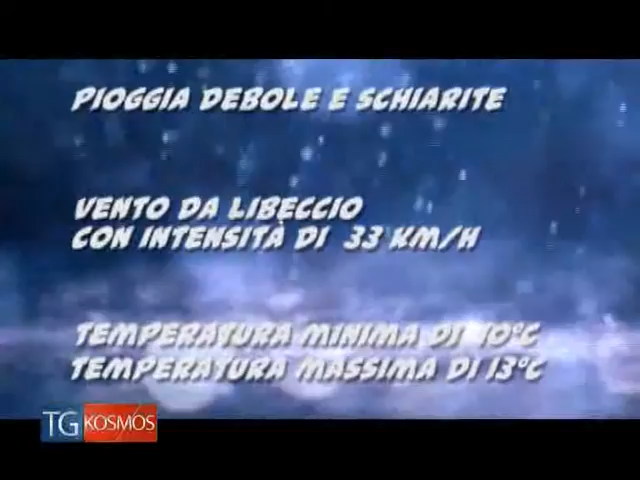 PIOGGIA DEBOLE E SCHIARITE
VENTO DA LIBECCIO
CON INTENSITÀ DI 33 KM/H
TEMPERATURA MINIMA DI 10°C
TEMPERATURA MASSIMA DI 13°C
TG KOSMOS